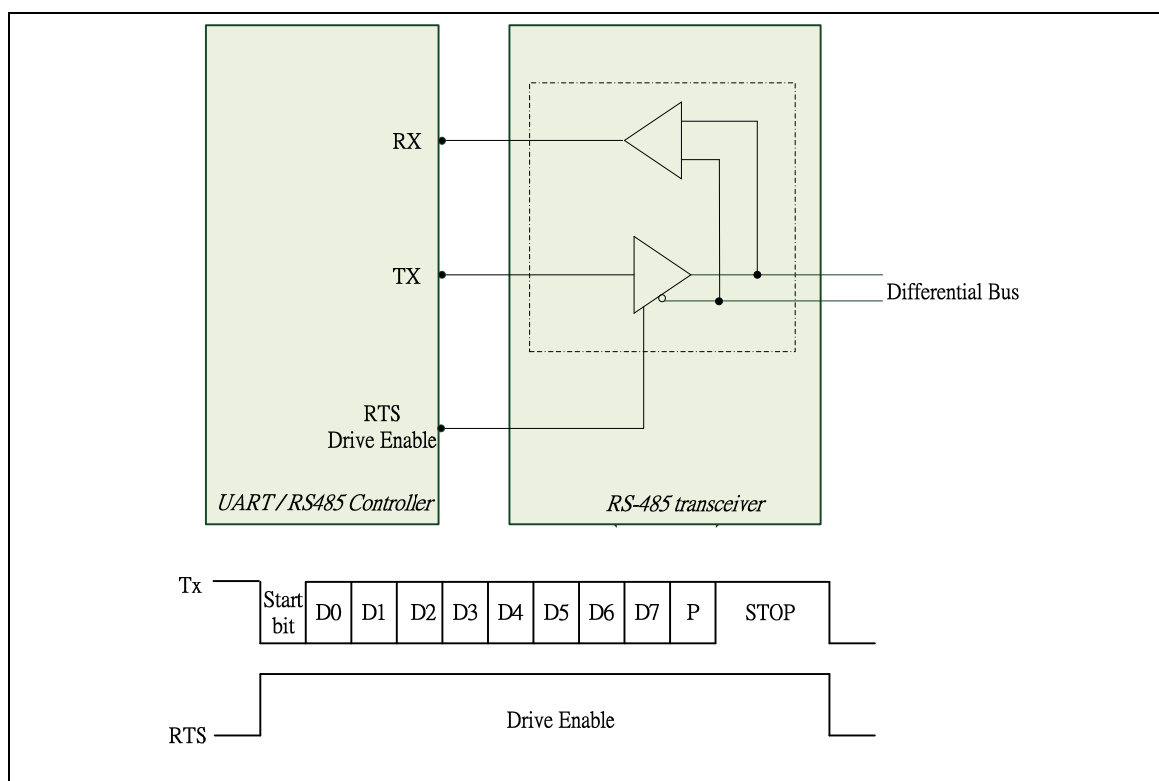 RX
TX
Differential Bus
RTS
Drive Enable
UART / RS485 Controller
RS-485 transceiver
Tx
Start
bit
D0
D1
D2
D3
D4
D5
D6
D7
P
STOP
Drive Enable
RTS